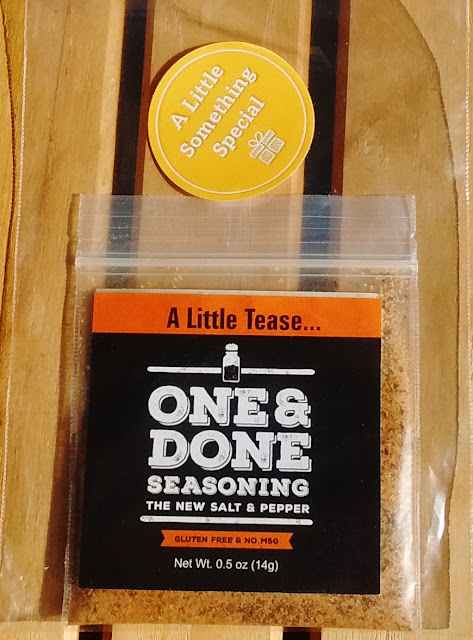 A Little
Something
Special
A Little Tease...
ONE &
DONE
SEASONING
THE NEW SALT & PEPPER
GLUTEN FREE & NO MSG
Net Wt. 0.5 oz (14g)